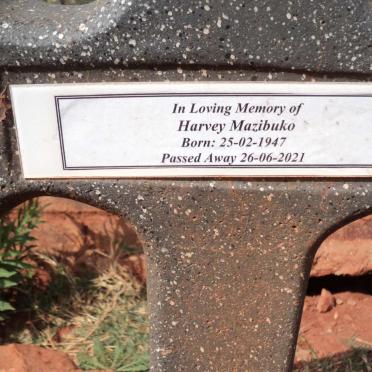 In Loving Memory of
Harvey Mazibuko
Born: 25-02-1947
Passed Away 26-06-2021